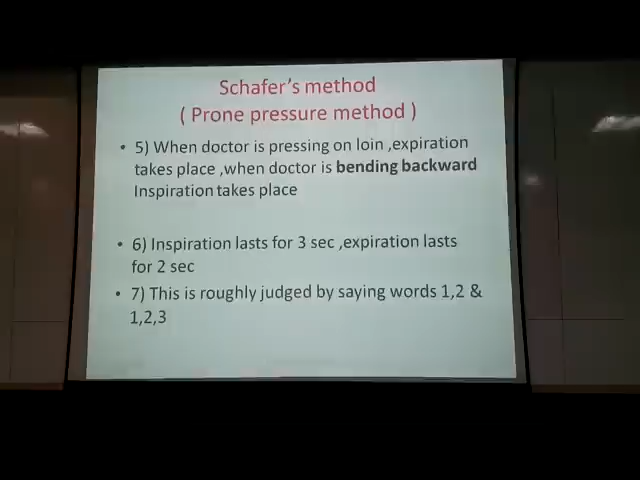 Schafer's method
( Prone pressure method )
• 5) When doctor is pressing on loin ,expiration
takes place ,when doctor is bending backward
Inspiration takes place
• 6) Inspiration lasts for 3 sec ,expiration lasts
for 2 sec
• 7) This is roughly judged by saying words 1,2 &
1,2,3